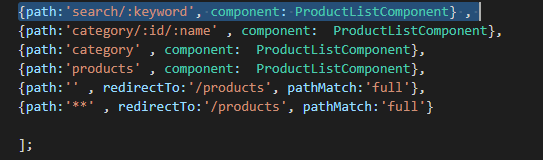 {path:'search/:keyword', component: ProductListComponent} ,
{path:'category/:id/:name' , component:  ProductListComponent},
{path:'category' , component:  ProductListComponent},
{path:'products' , component:  ProductListComponent},
{path:'' , redirectTo:'/products', pathMatch:'full'},
{path:'**' , redirectTo:'/products', pathMatch:'full'}
];